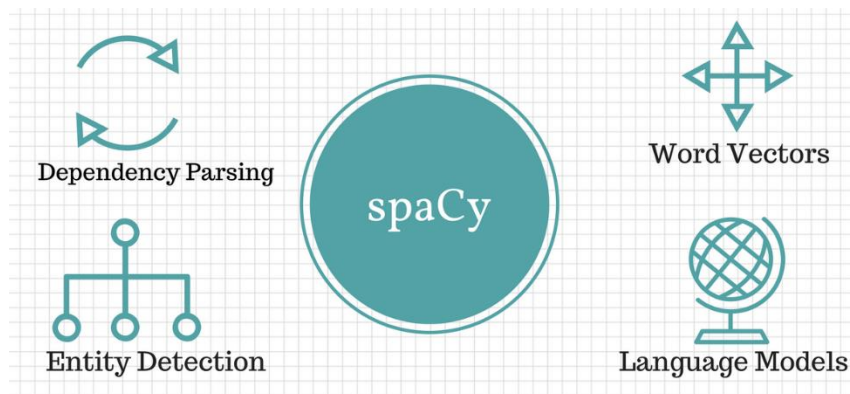 Dependency Parsing
Entity Detection
spaCy
Word Vectors
Language Models